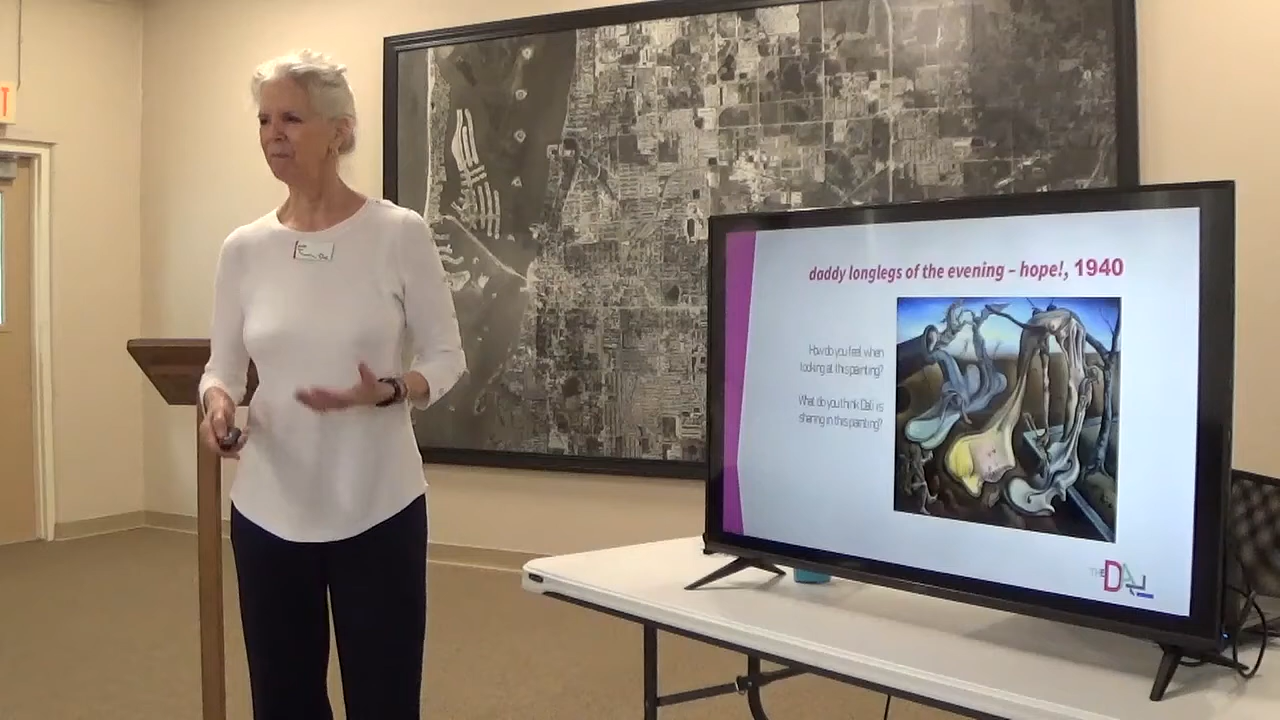 T
daddy longlegs of the evening – hope!, 1940
How do you feel when
looking at this painting?
What do you think Dalí is
sharing in this painting?
THE DALÍ